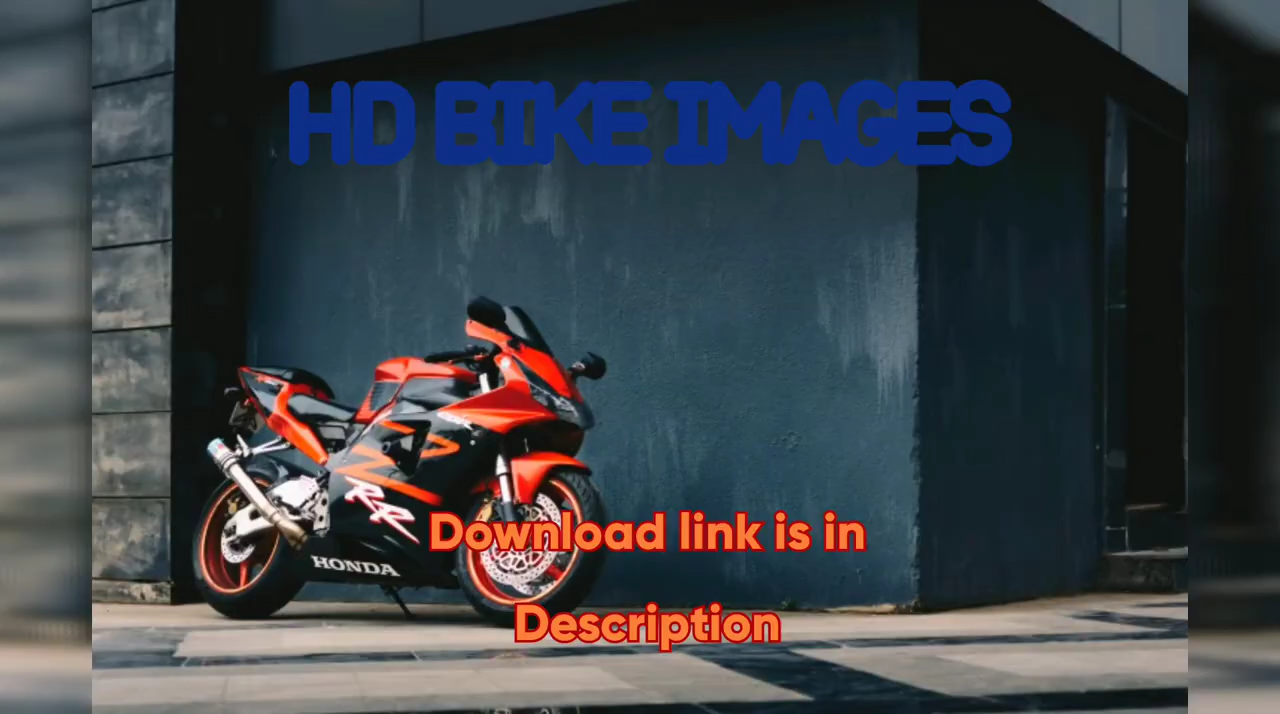 HD BIKE IMAGES
RR
HONDA
Download link is in
Description